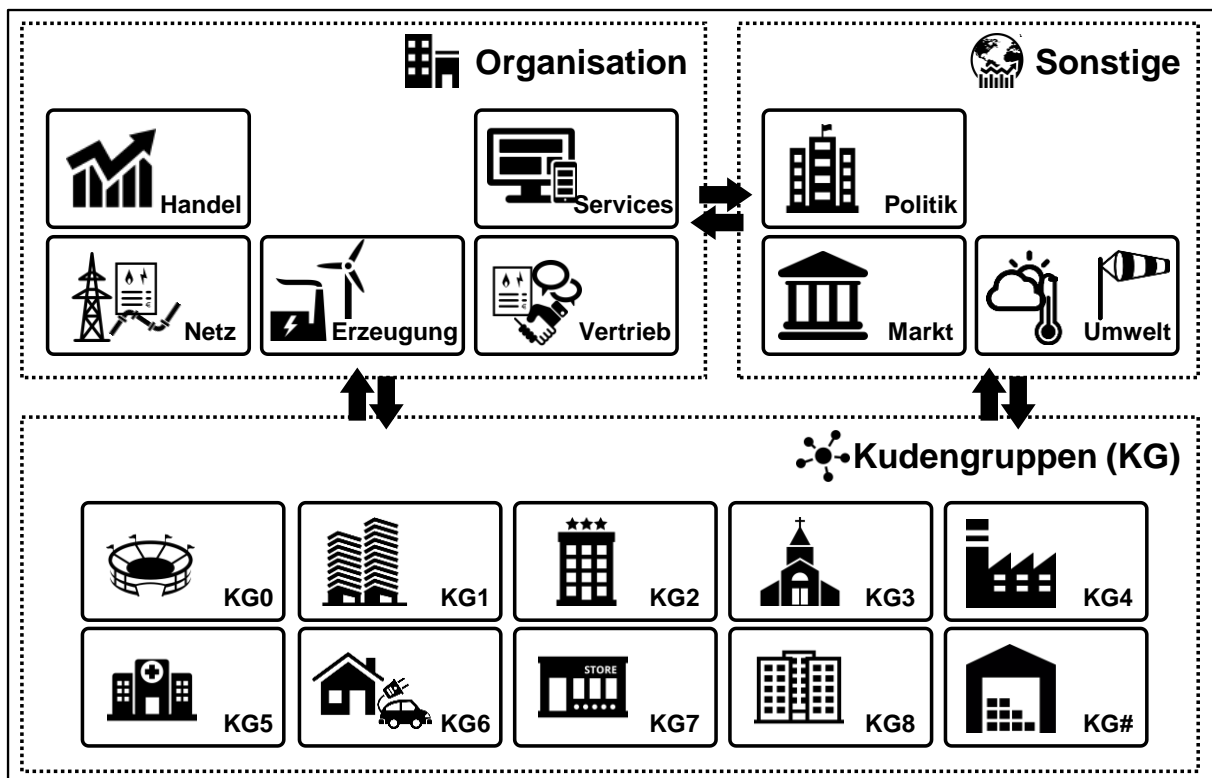 Organisation
Handel
Services
Netz
Erzeugung
Vertrieb
Sonstige
Politik
Markt
Umwelt
Kudengruppen (KG)
KG0
KG1
KG2
KG3
KG4
KG5
KG6
STORE
KG7
KG8
KG#